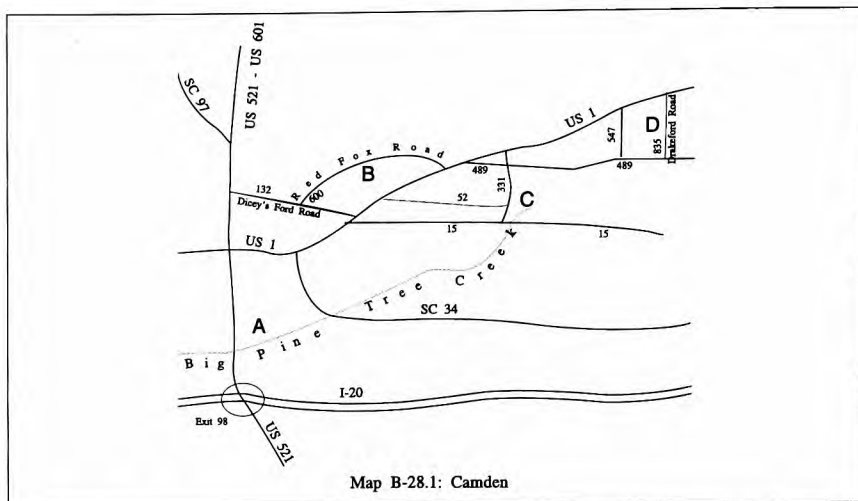 SC 97
US 521 - US 601
US 1
547
D
835
Drakeford Road
489
Red Fox Road
B
489
331
132
600
Dicey's Ford Road
52
C
15
15
US 1
Big Pine Tree Creek
A
SC 34
I-20
Exit 98
US 521
Map B-28.1: Camden